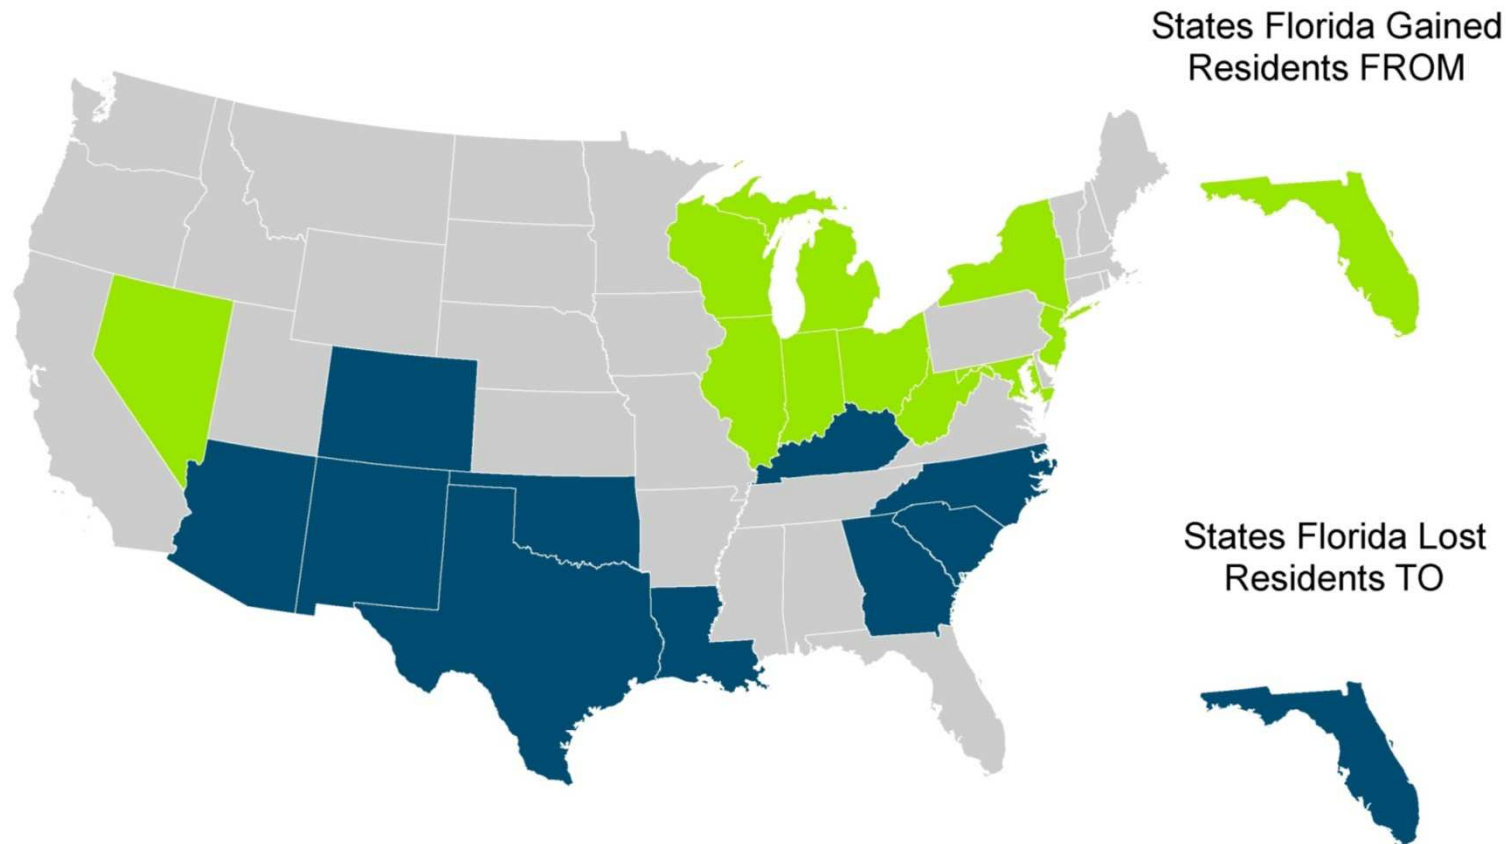 States Florida Gained
Residents FROM
States Florida Lost
Residents TO